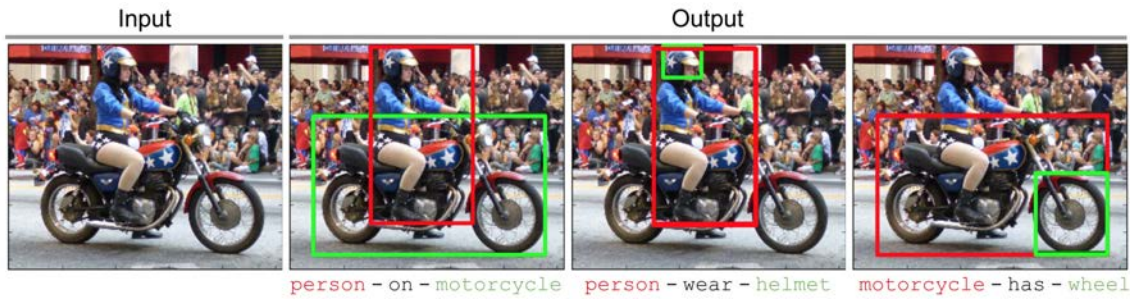 Input
Output
person - on - motorcycle
person - wear - helmet
motorcycle - has - wheel